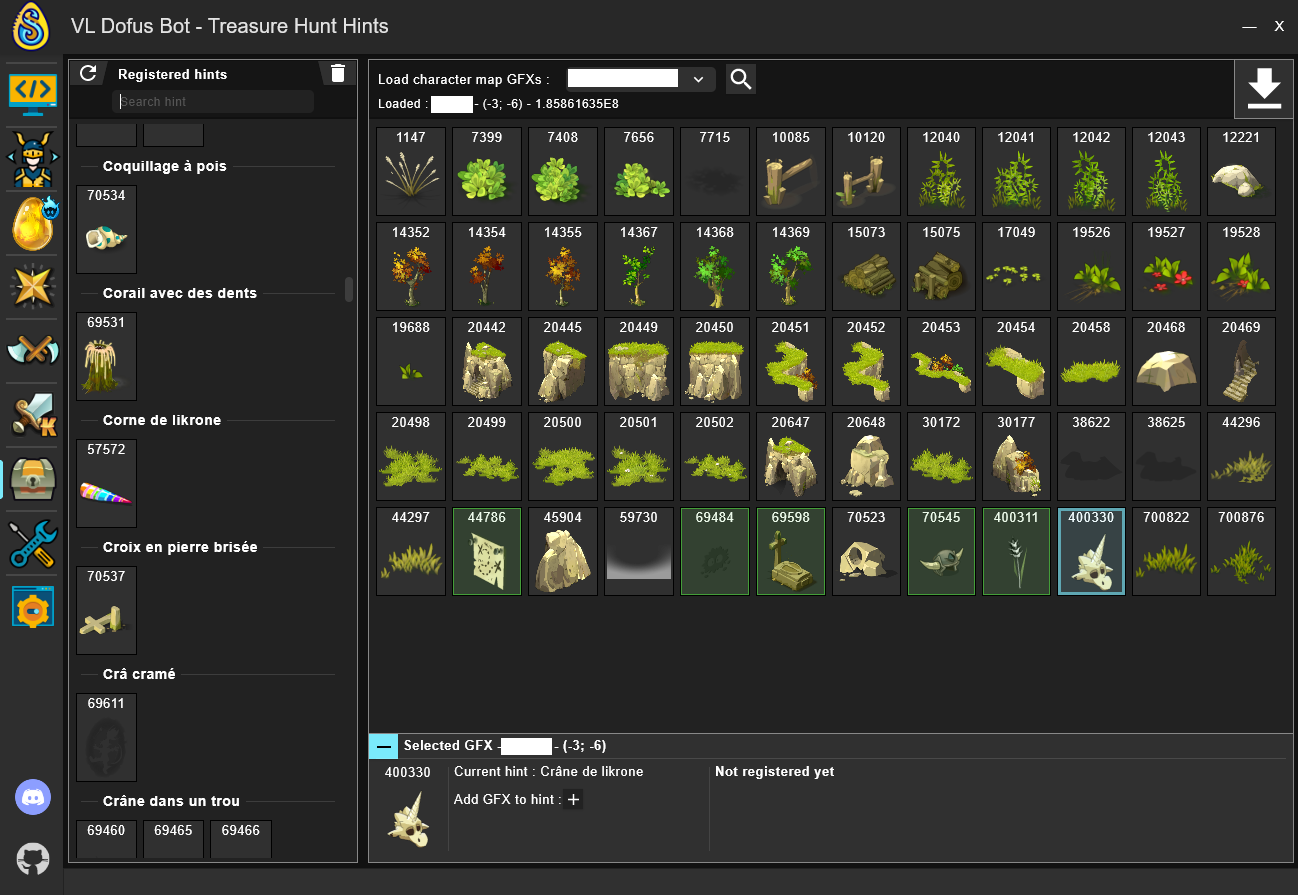 VL Dofus Bot - Treasure Hunt Hints
X
Registered hints
Search hint
Coquillage à pois
70534
Corail avec des dents
69531
Corne de likrone
57572
Croix en pierre brisée
70537
Crâ cramé
69611
Crâne dans un trou
69460 69465 69466
Load character map GFXs :
Loaded : - (-3; -6) - 1.85861635E8
1147 7399 7408 7656 7715 10085 10120 12040 12041 12042 12043 12221
14352 14354 14355 14367 14368 14369 15073 15075 17049 19526 19527 19528
19688 20442 20445 20449 20450 20451 20452 20453 20454 20458 20468 20469
20498 20499 20500 20501 20502 20647 20648 30172 30177 38622 38625 44296
44297 44786 45904 59730 69484 69598 70523 70545 400311 400330 700822 700876
Selected GFX - - (-3; -6)
400330
Current hint : Crâne de likrone
Add GFX to hint :
Not registered yet